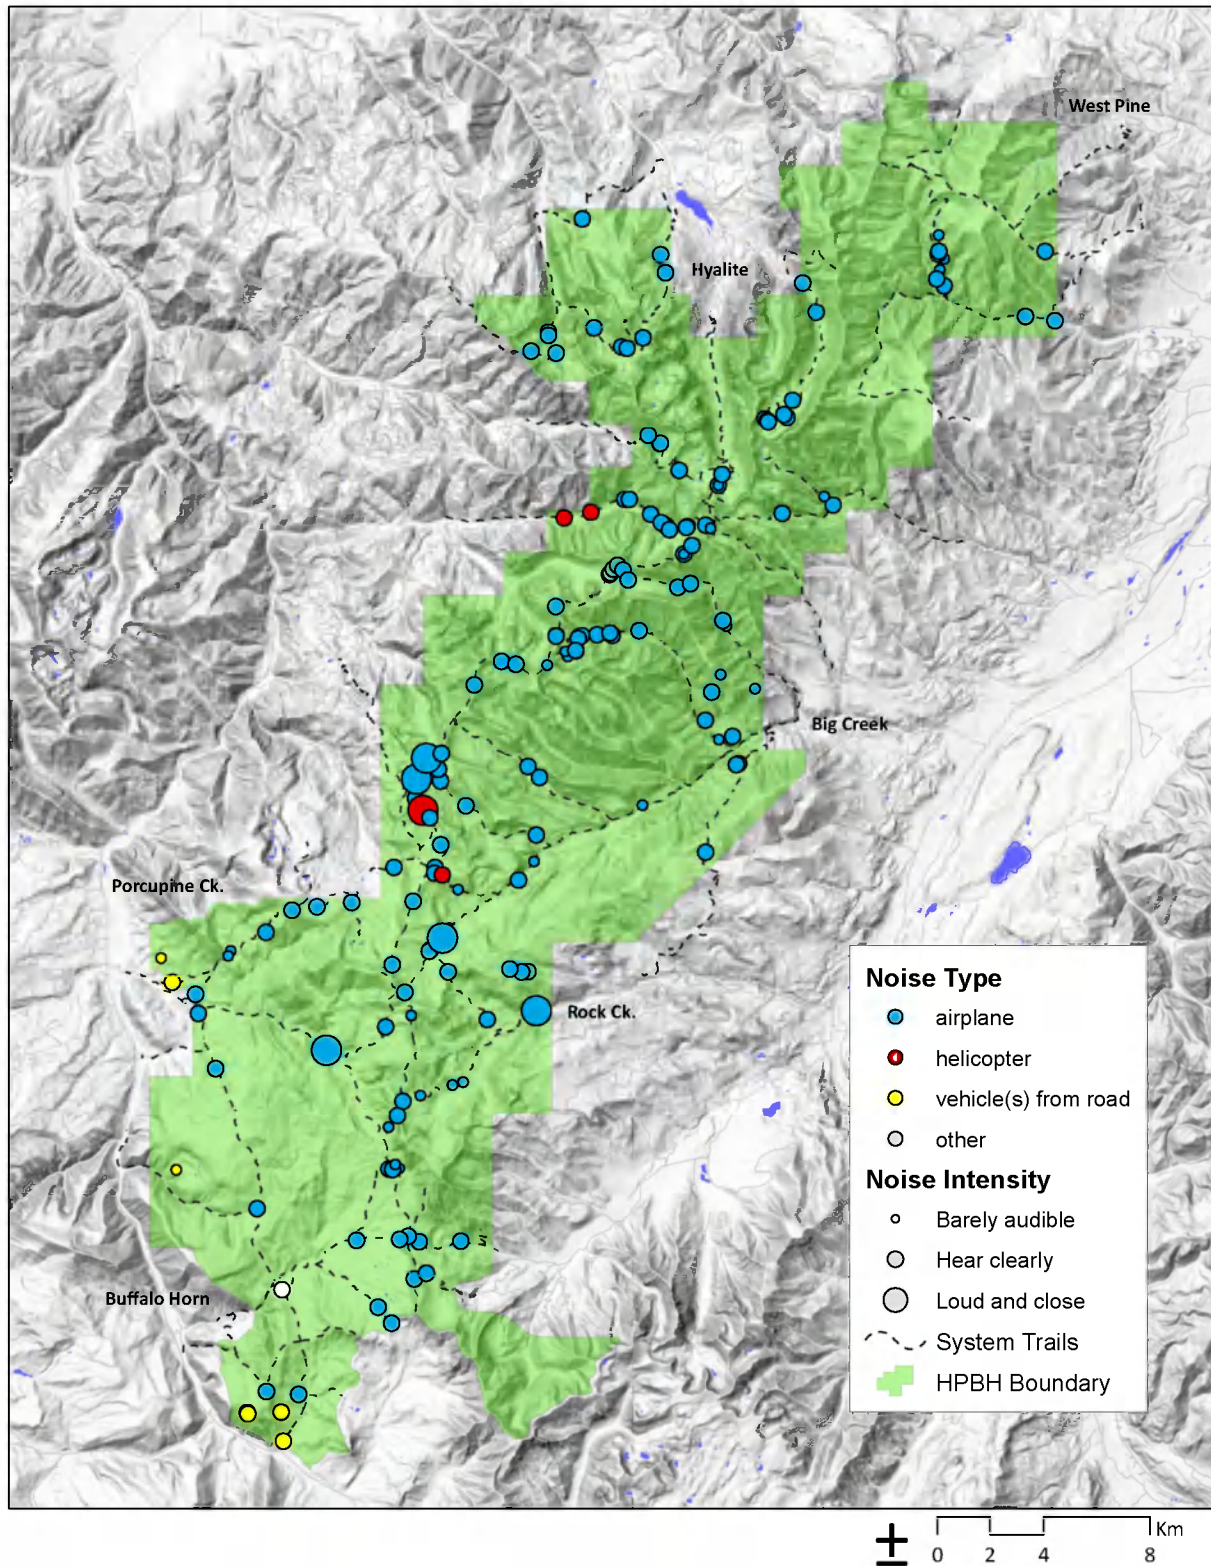 West Pine
Hyalite
Big Creek
Porcupine Ck.
Rock Ck.
Buffalo Horn
Noise Type
airplane
helicopter
vehicle(s) from road
other
Noise Intensity
Barely audible
Hear clearly
Loud and close
System Trails
HPBH Boundary
Km
0 2 4 8